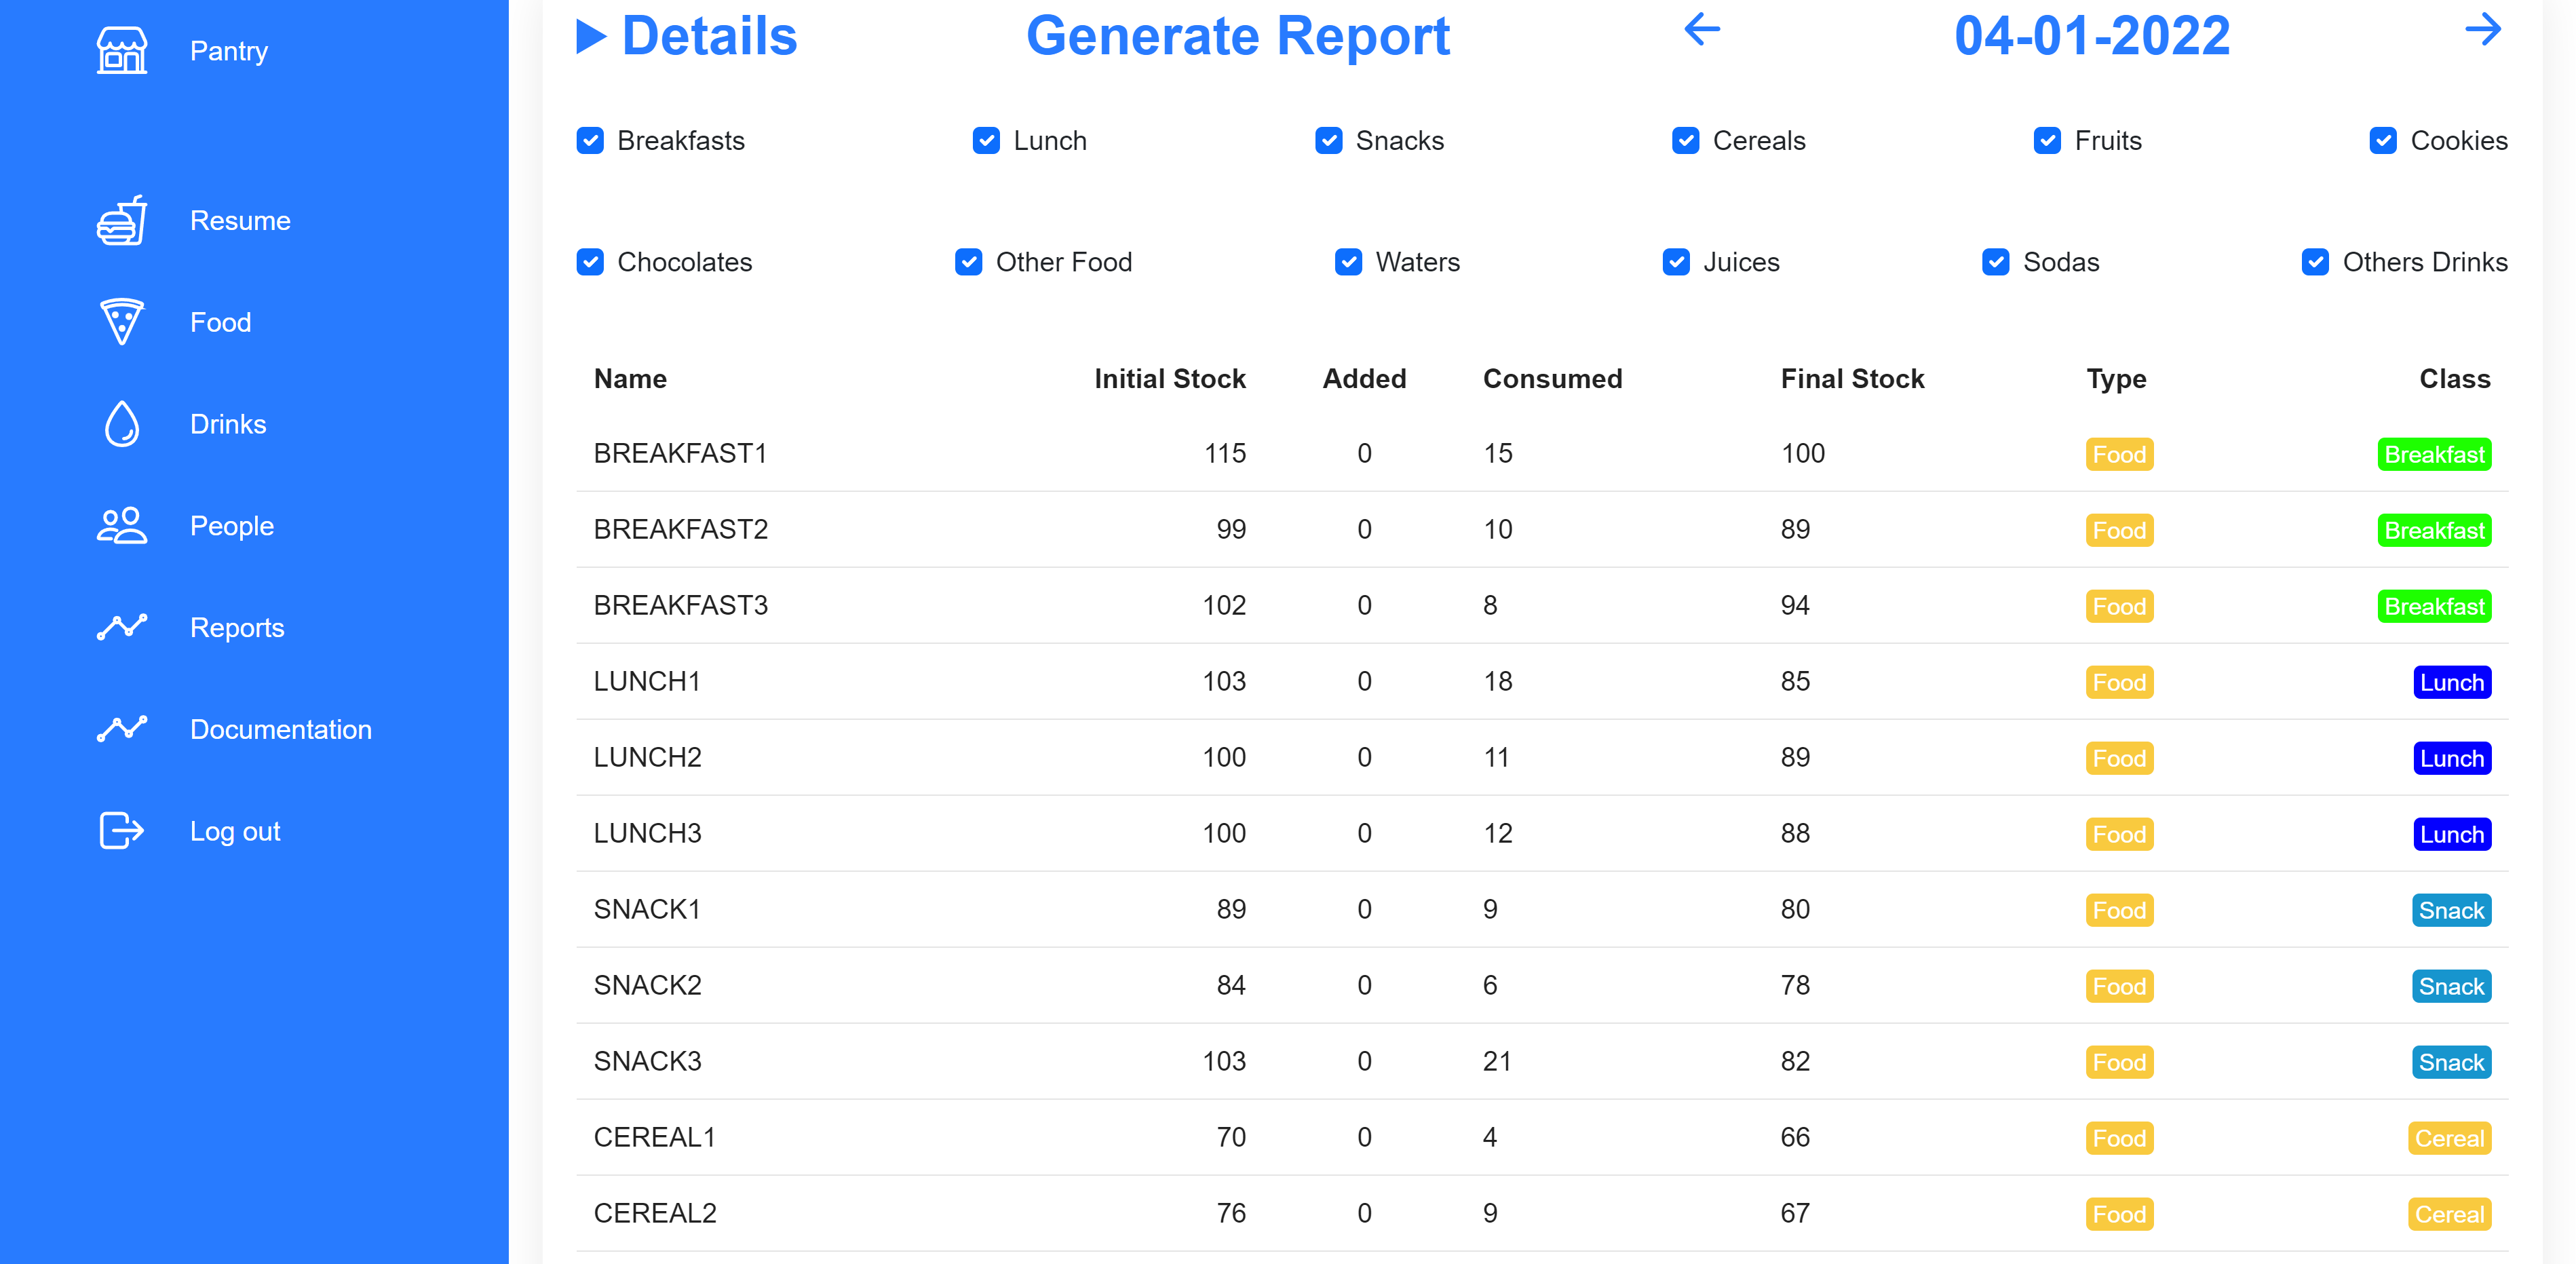 Pantry
Resume
Food
Drinks
People
Reports
Documentation
Log out
Details Generate Report 04-01-2022
Breakfasts Lunch Snacks Cereals Fruits Cookies
Chocolates Other Food Waters Juices Sodas Others Drinks
Name Initial Stock Added Consumed Final Stock Type Class
BREAKFAST1 115 0 15 100 Food Breakfast
BREAKFAST2 99 0 10 89 Food Breakfast
BREAKFAST3 102 0 8 94 Food Breakfast
LUNCH1 103 0 18 85 Food Lunch
LUNCH2 100 0 11 89 Food Lunch
LUNCH3 100 0 12 88 Food Lunch
SNACK1 89 0 9 80 Food Snack
SNACK2 84 0 6 78 Food Snack
SNACK3 103 0 21 82 Food Snack
CEREAL1 70 0 4 66 Food Cereal
CEREAL2 76 0 9 67 Food Cereal